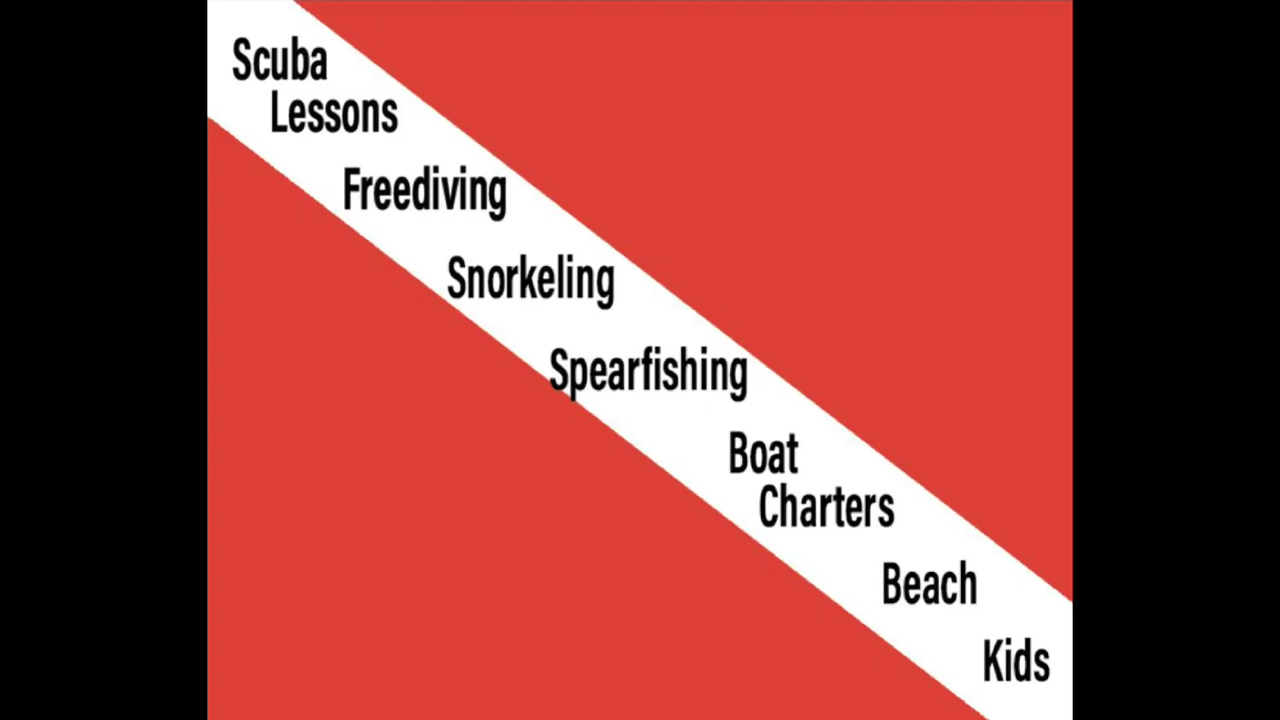 Scuba
Lessons
Freediving
Snorkeling
Spearfishing
Boat
Charters
Beach
Kids